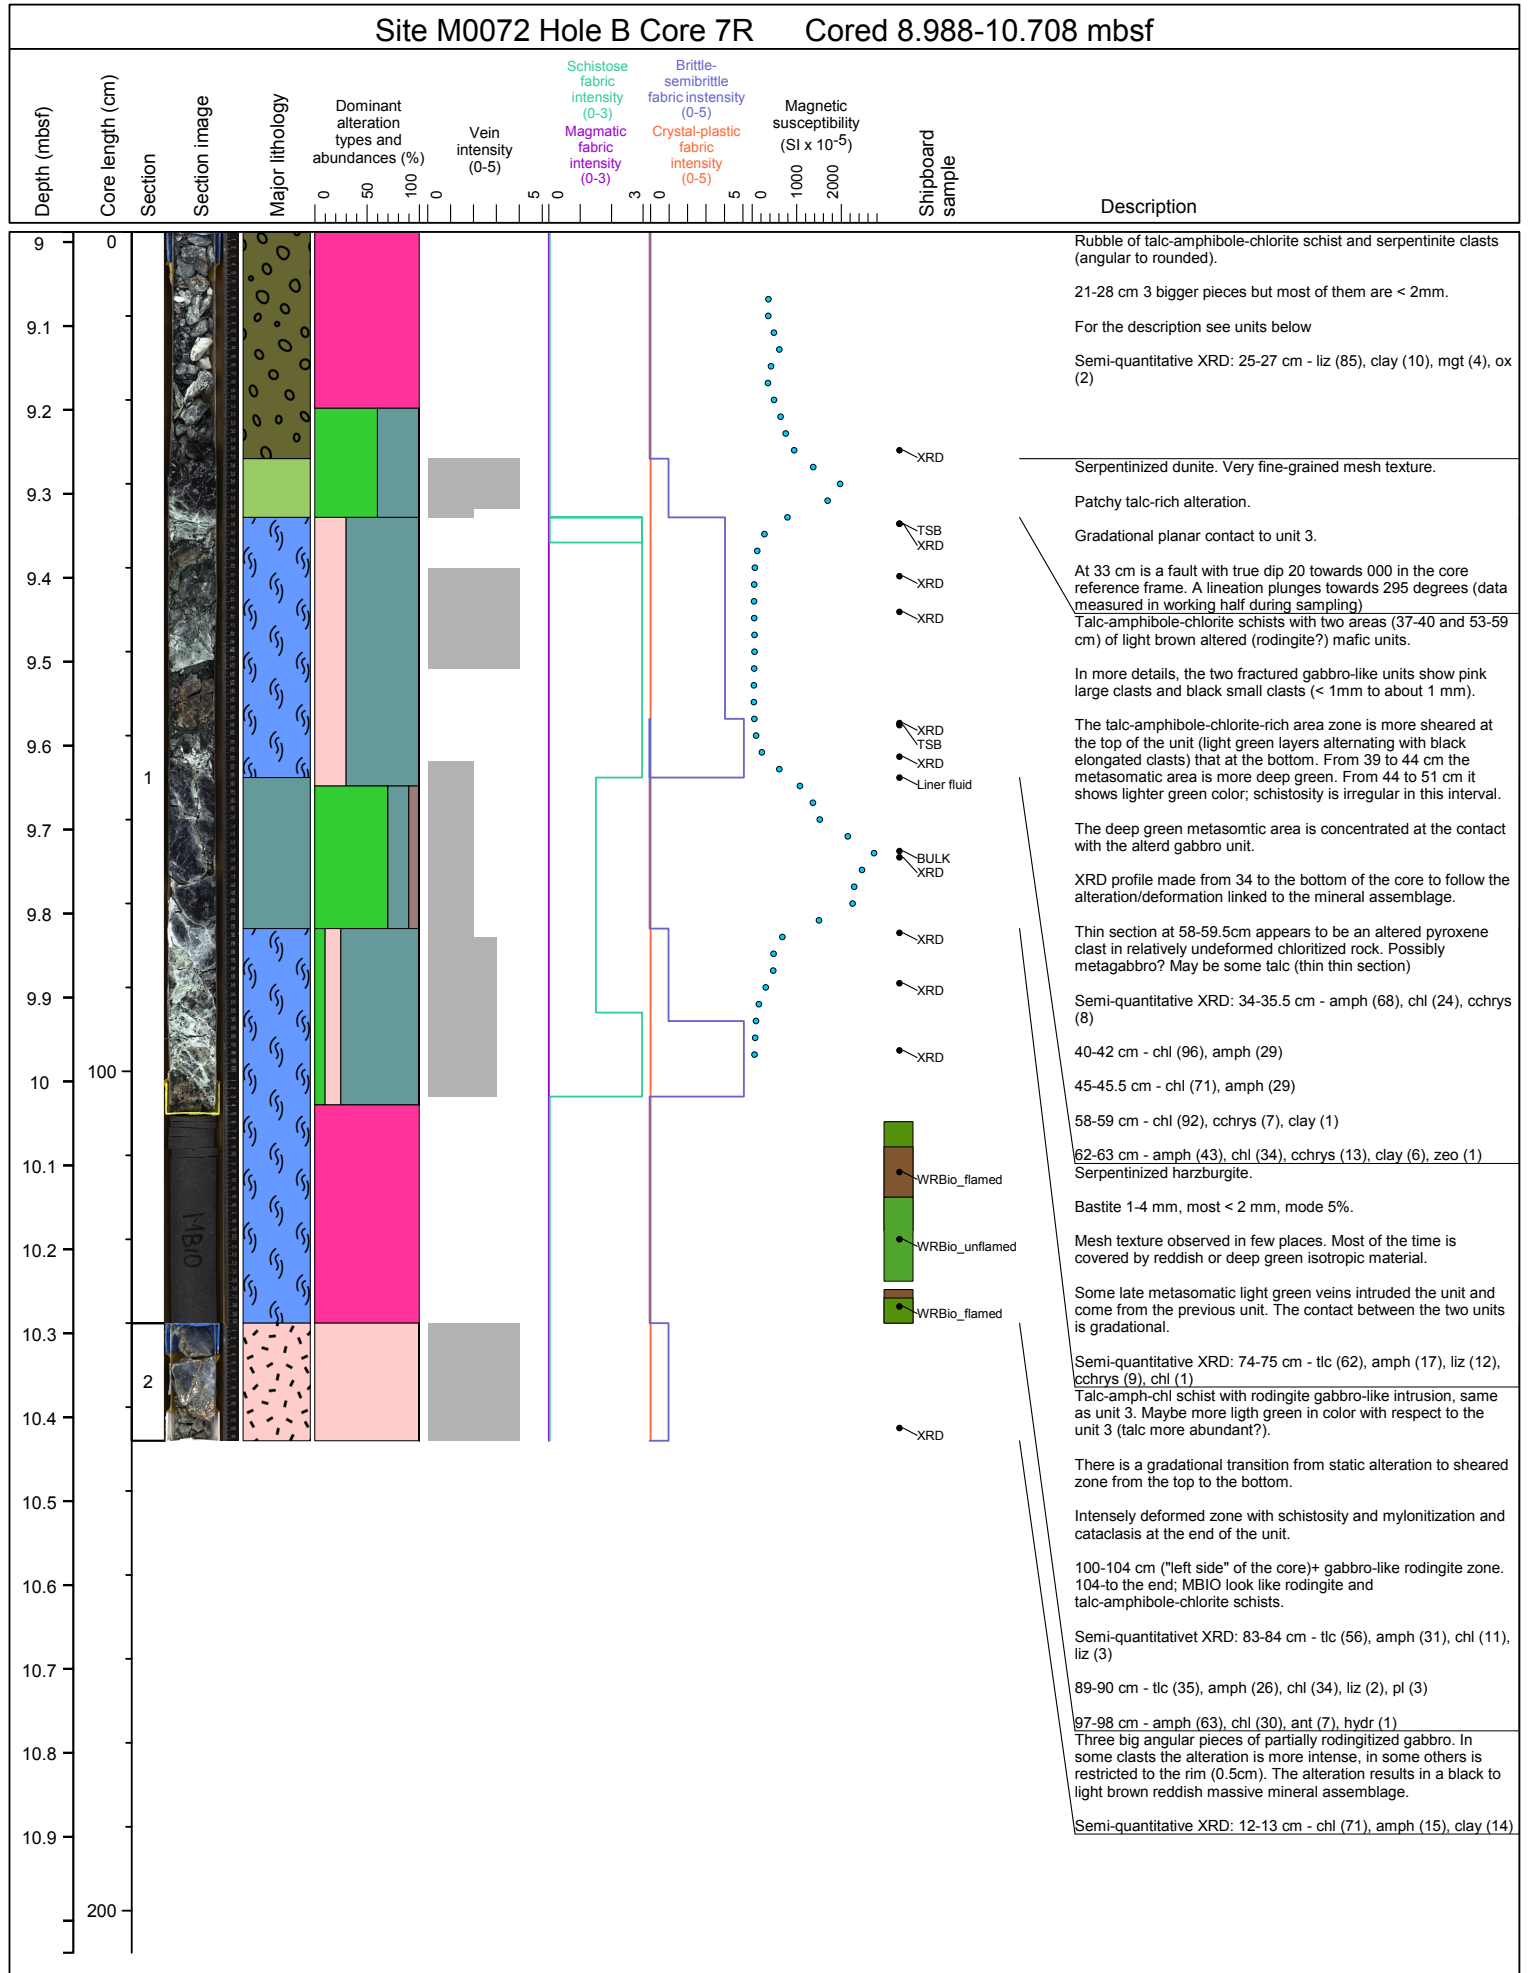 Site M0072 Hole B Core 7R Cored 8.988-10.708 mbsf
Depth (mbsf)
Core length (cm)
Section
Section image
Major lithology
Dominant
alteration
types and
abundances (%)
0 50 100
Vein
intensity
(0-5)
0 5
Schistose
fabric
intensity
(0-3)
Magmatic
fabric
intensity
(0-3)
0 3
Brittle-
semibrittle
fabric instensity
(0-5)
Crystal-plastic
fabric
intensity
(0-5)
0 5
Magnetic
susceptibility
(SI x 10-5)
0 1000 2000
Shipboard
sample
Description
9
9.1
9.2
9.3
9.4
9.5
9.6
9.7
9.8
9.9
10
10.1
10.2
10.3
10.4
10.5
10.6
10.7
10.8
10.9
0
100
200
1
2
MBIO
XRD
TSB
XRD
XRD
XRD
XRD
TSB
XRD
Liner fluid
BULK
XRD
XRD
XRD
XRD
WRBio_flamed
WRBio_unflamed
WRBio_flamed
XRD
Rubble of talc-amphibole-chlorite schist and serpentinite clasts
(angular to rounded).
21-28 cm 3 bigger pieces but most of them are < 2mm.
For the description see units below
Semi-quantitative XRD: 25-27 cm - liz (85), clay (10), mgt (4), ox
(2)
Serpentinized dunite. Very fine-grained mesh texture.
Patchy talc-rich alteration.
Gradational planar contact to unit 3.
At 33 cm is a fault with true dip 20 towards 000 in the core
reference frame. A lineation plunges towards 295 degrees (data
measured in working half during sampling)
Talc-amphibole-chlorite schists with two areas (37-40 and 53-59
cm) of light brown altered (rodingite?) mafic units.
In more details, the two fractured gabbro-like units show pink
large clasts and black small clasts (< 1mm to about 1 mm).
The talc-amphibole-chlorite-rich area zone is more sheared at
the top of the unit (light green layers alternating with black
elongated clasts) that at the bottom. From 39 to 44 cm the
metasomatic area is more deep green. From 44 to 51 cm it
shows lighter green color; schistosity is irregular in this interval.
The deep green metasomtic area is concentrated at the contact
with the alterd gabbro unit.
XRD profile made from 34 to the bottom of the core to follow the
alteration/deformation linked to the mineral assemblage.
Thin section at 58-59.5cm appears to be an altered pyroxene
clast in relatively undeformed chloritized rock. Possibly
metagabbro? May be some talc (thin thin section)
Semi-quantitative XRD: 34-35.5 cm - amph (68), chl (24), cchrys
(8)
40-42 cm - chl (96), amph (29)
45-45.5 cm - chl (71), amph (29)
58-59 cm - chl (92), cchrys (7), clay (1)
62-63 cm - amph (43), chl (34), cchrys (13), clay (6), zeo (1)
Serpentinized harzburgite.
Bastite 1-4 mm, most < 2 mm, mode 5%.
Mesh texture observed in few places. Most of the time is
covered by reddish or deep green isotropic material.
Some late metasomatic light green veins intruded the unit and
come from the previous unit. The contact between the two units
is gradational.
Semi-quantitative XRD: 74-75 cm - tlc (62), amph (17), liz (12),
cchrys (9), chl (1)
Talc-amph-chl schist with rodingite gabbro-like intrusion, same
as unit 3. Maybe more ligth green in color with respect to the
unit 3 (talc more abundant?).
There is a gradational transition from static alteration to sheared
zone from the top to the bottom.
Intensely deformed zone with schistosity and mylonitization and
cataclasis at the end of the unit.
100-104 cm ("left side" of the core)+ gabbro-like rodingite zone.
104-to the end; MBIO look like rodingite and
talc-amphibole-chlorite schists.
Semi-quantitativet XRD: 83-84 cm - tlc (56), amph (31), chl (11),
liz (3)
89-90 cm - tlc (35), amph (26), chl (34), liz (2), pl (3)
97-98 cm - amph (63), chl (30), ant (7), hydr (1)
Three big angular pieces of partially rodingitized gabbro. In
some clasts the alteration is more intense, in some others is
restricted to the rim (0.5cm). The alteration results in a black to
light brown reddish massive mineral assemblage.
Semi-quantitative XRD: 12-13 cm - chl (71), amph (15), clay (14)